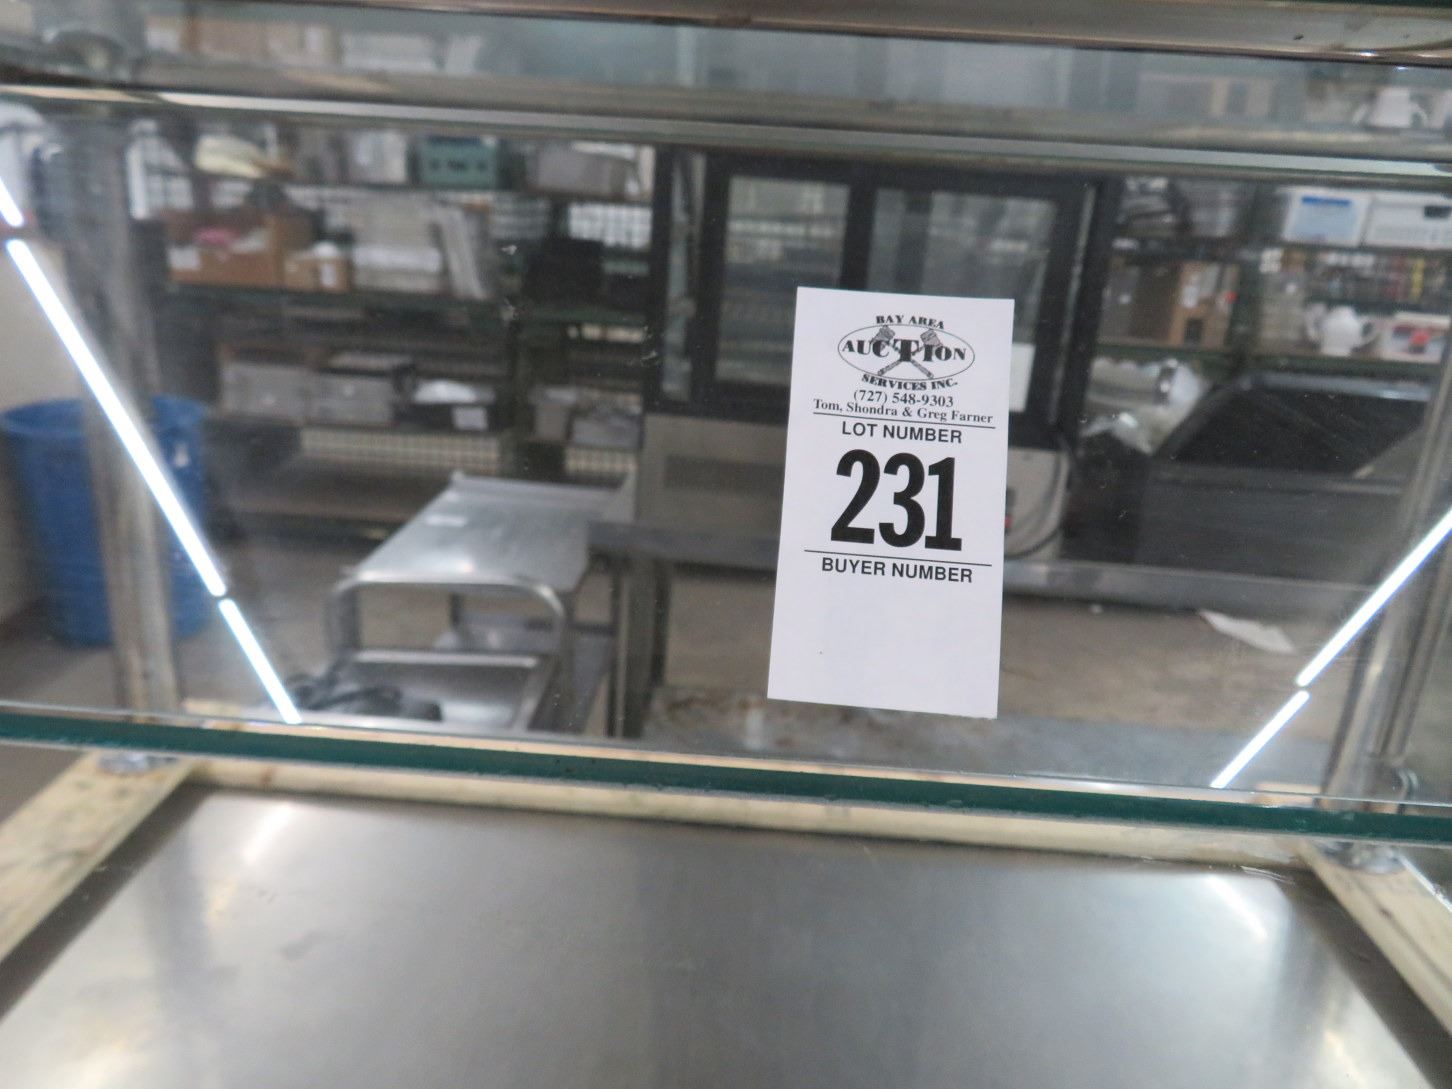 BAY AREA
AUCTION
SERVICES INC.
(727) 548-9303
Tom, Shondra & Greg Farner
LOT NUMBER
231
BUYER NUMBER